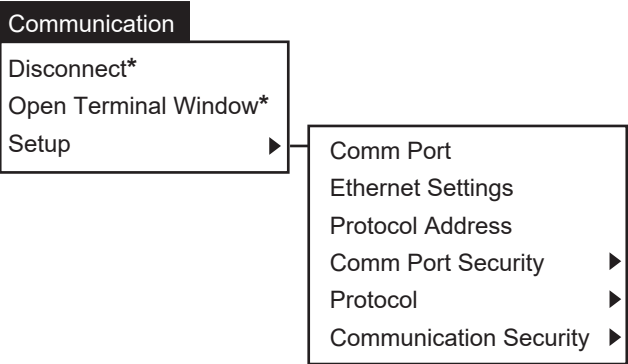 Communication
Disconnect*
Open Terminal Window*
Setup
Comm Port
Ethernet Settings
Protocol Address
Comm Port Security
Protocol
Communication Security